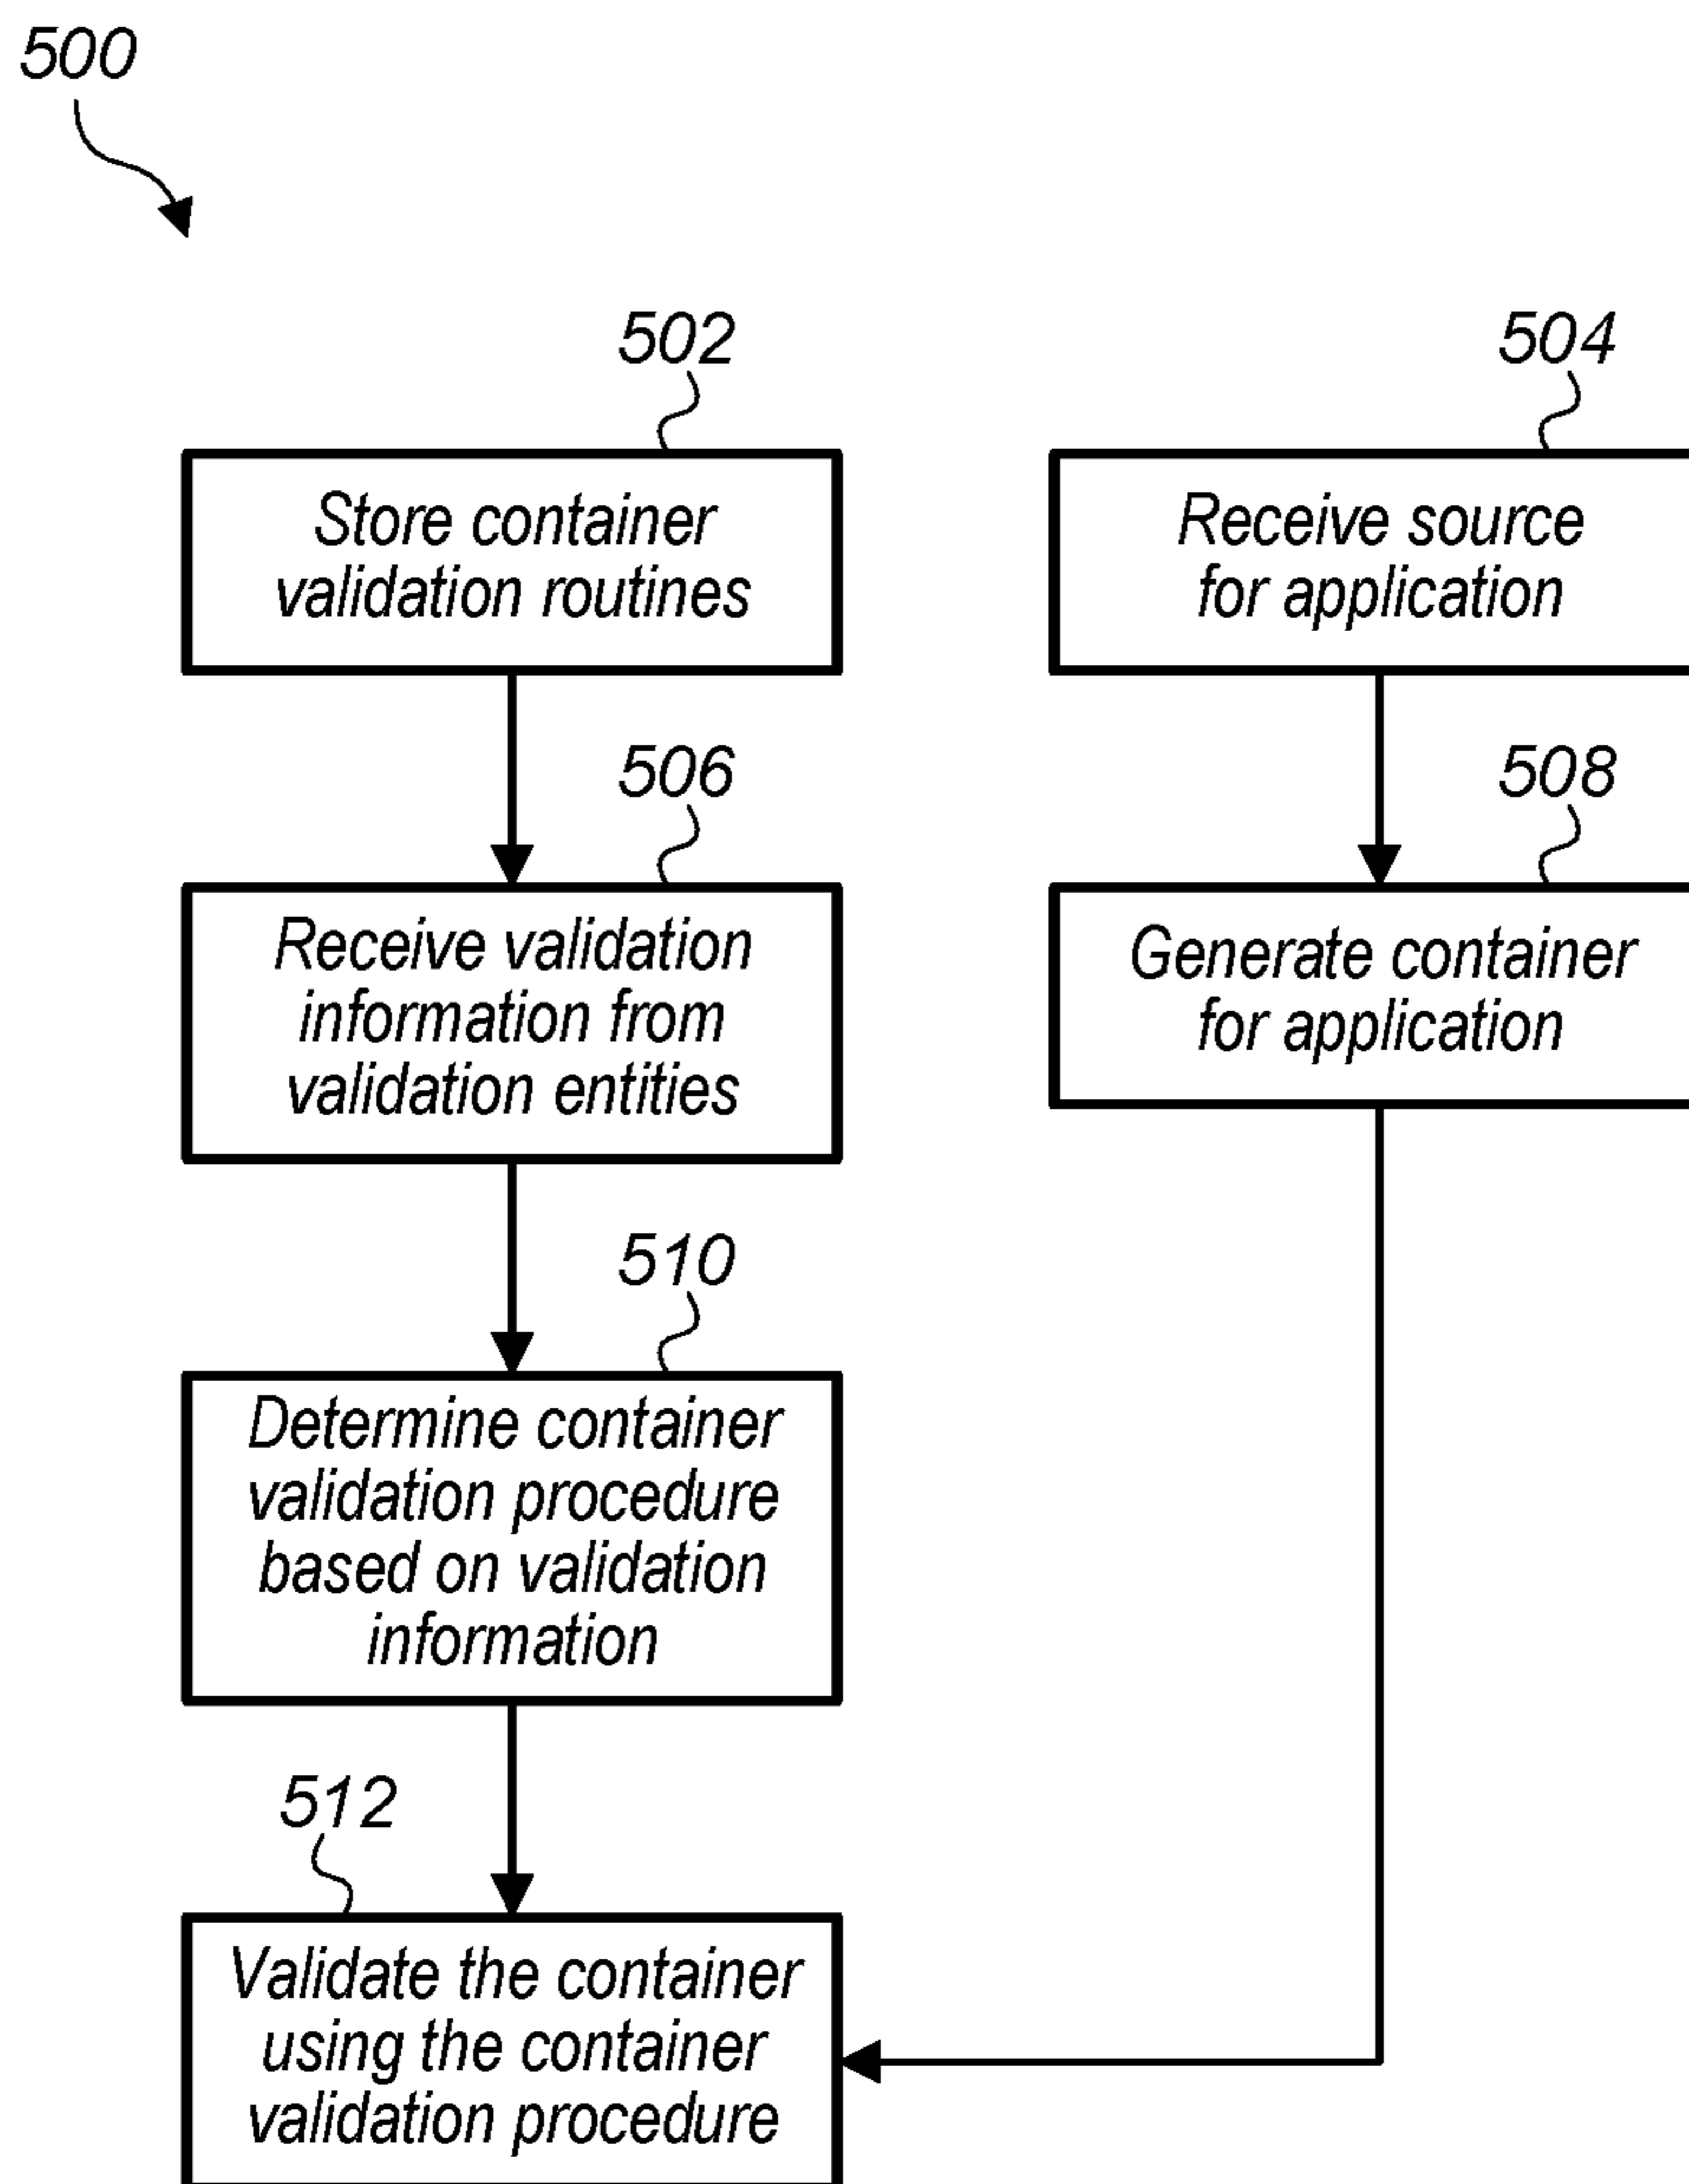 500
502
Store container
validation routines
504
Receive source
for application
506
Receive validation
information from
validation entities
508
Generate container
for application
510
Determine container
validation procedure
based on validation
information
512
Validate the container
using the container
validation procedure